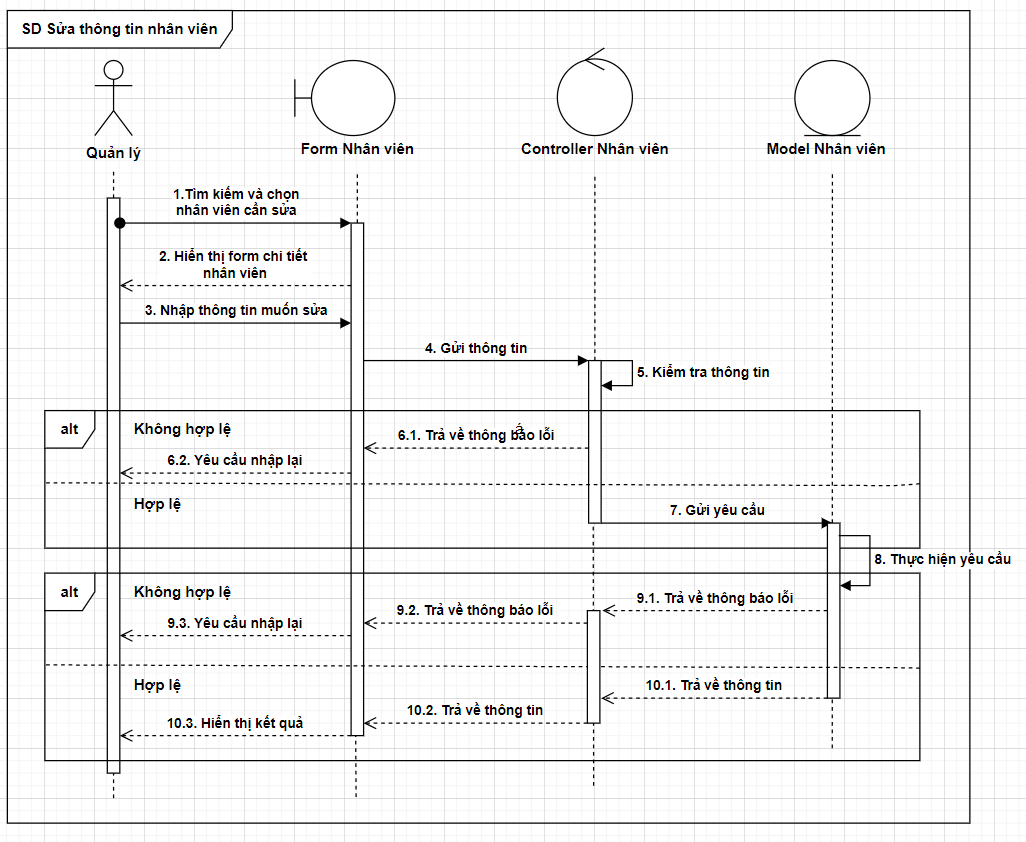 SD Sửa thông tin nhân viên
Quản lý
Form Nhân viên
Controller Nhân viên
Model Nhân viên
1.Tìm kiếm và chọn
nhân viên cần sửa
2. Hiển thị form chi tiết
nhân viên
3. Nhập thông tin muốn sửa
4. Gửi thông tin
5. Kiểm tra thông tin
alt
Không hợp lệ
6.1. Trả về thông báo lỗi
6.2. Yêu cầu nhập lại
Hợp lệ
7. Gửi yêu cầu
8. Thực hiện yêu cầu
alt
Không hợp lệ
9.1. Trả về thông báo lỗi
9.2. Trả về thông báo lỗi
9.3. Yêu cầu nhập lại
Hợp lệ
10.1. Trả về thông tin
10.2. Trả về thông tin
10.3. Hiển thị kết quả